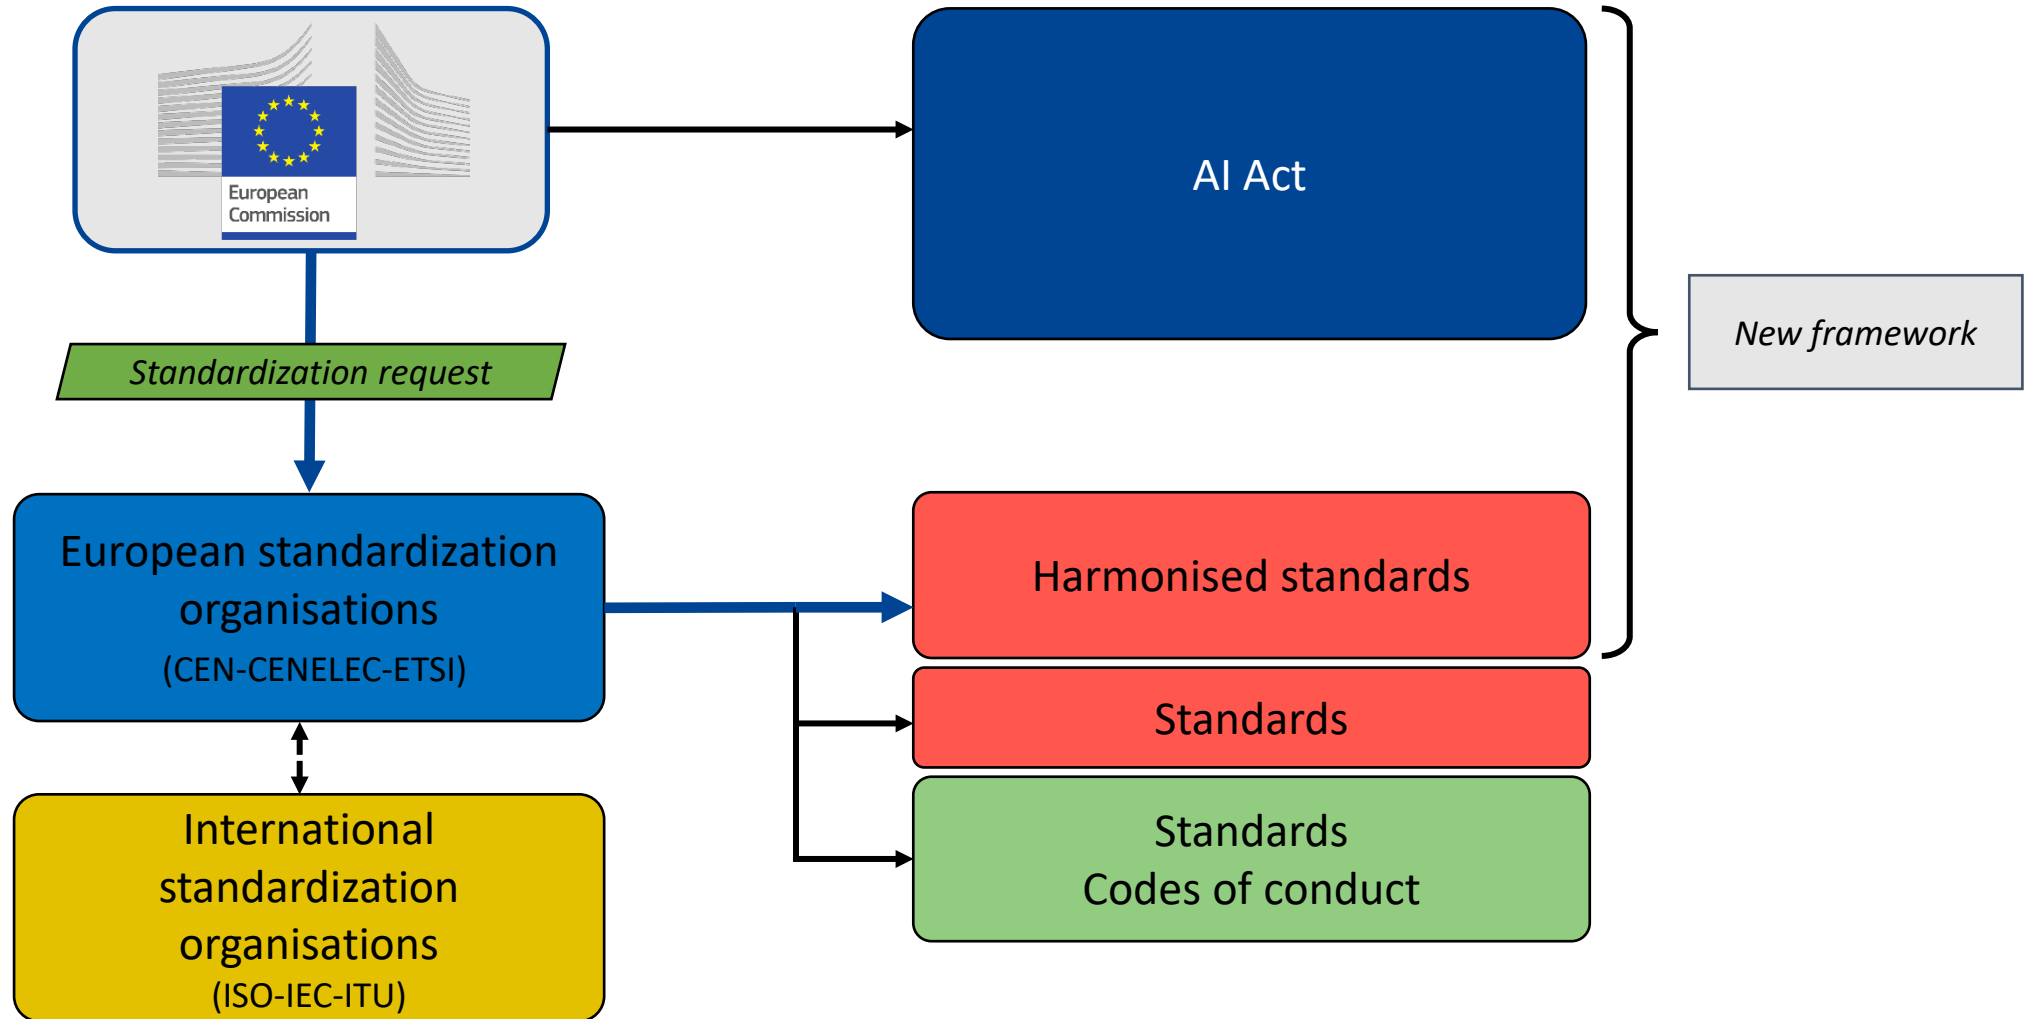 European
Commission
AI Act
New framework
Standardization request
European standardization
organisations
(CEN-CENELEC-ETSI)
Harmonised standards
Standards
Standards
Codes of conduct
International
standardization
organisations
(ISO-IEC-ITU)